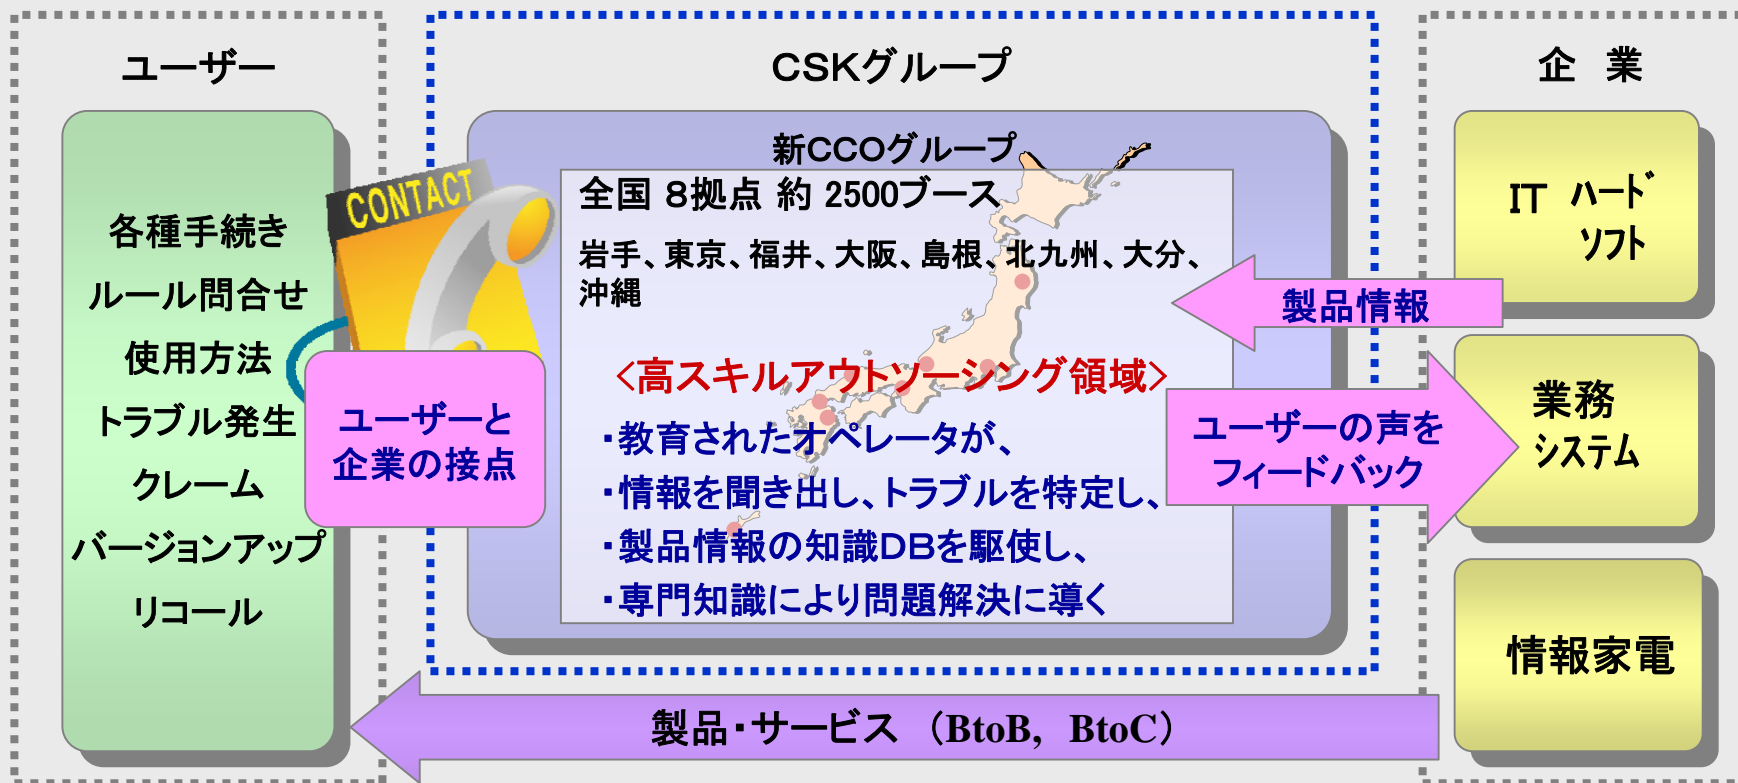 ユーザー
各種手続き
ルール問合せ
使用方法
トラブル発生
クレーム
バージョンアップ
リコール
CONTACT
ユーザーと
企業の接点
CSKグループ
新CCOグループ
全国 8拠点 約 2500ブース
岩手、東京、福井、大阪、島根、北九州、大分、
沖縄
<高スキルアウトソーシング領域>
・教育されたオペレータが、
・情報を聞き出し、トラブルを特定し、
・製品情報の知識DBを駆使し、
・専門知識により問題解決に導く
製品情報
ユーザーの声を
フィードバック
企 業
IT ハード
ソフト
業務
システム
情報家電
製品・サービス (BtoB, BtoC)